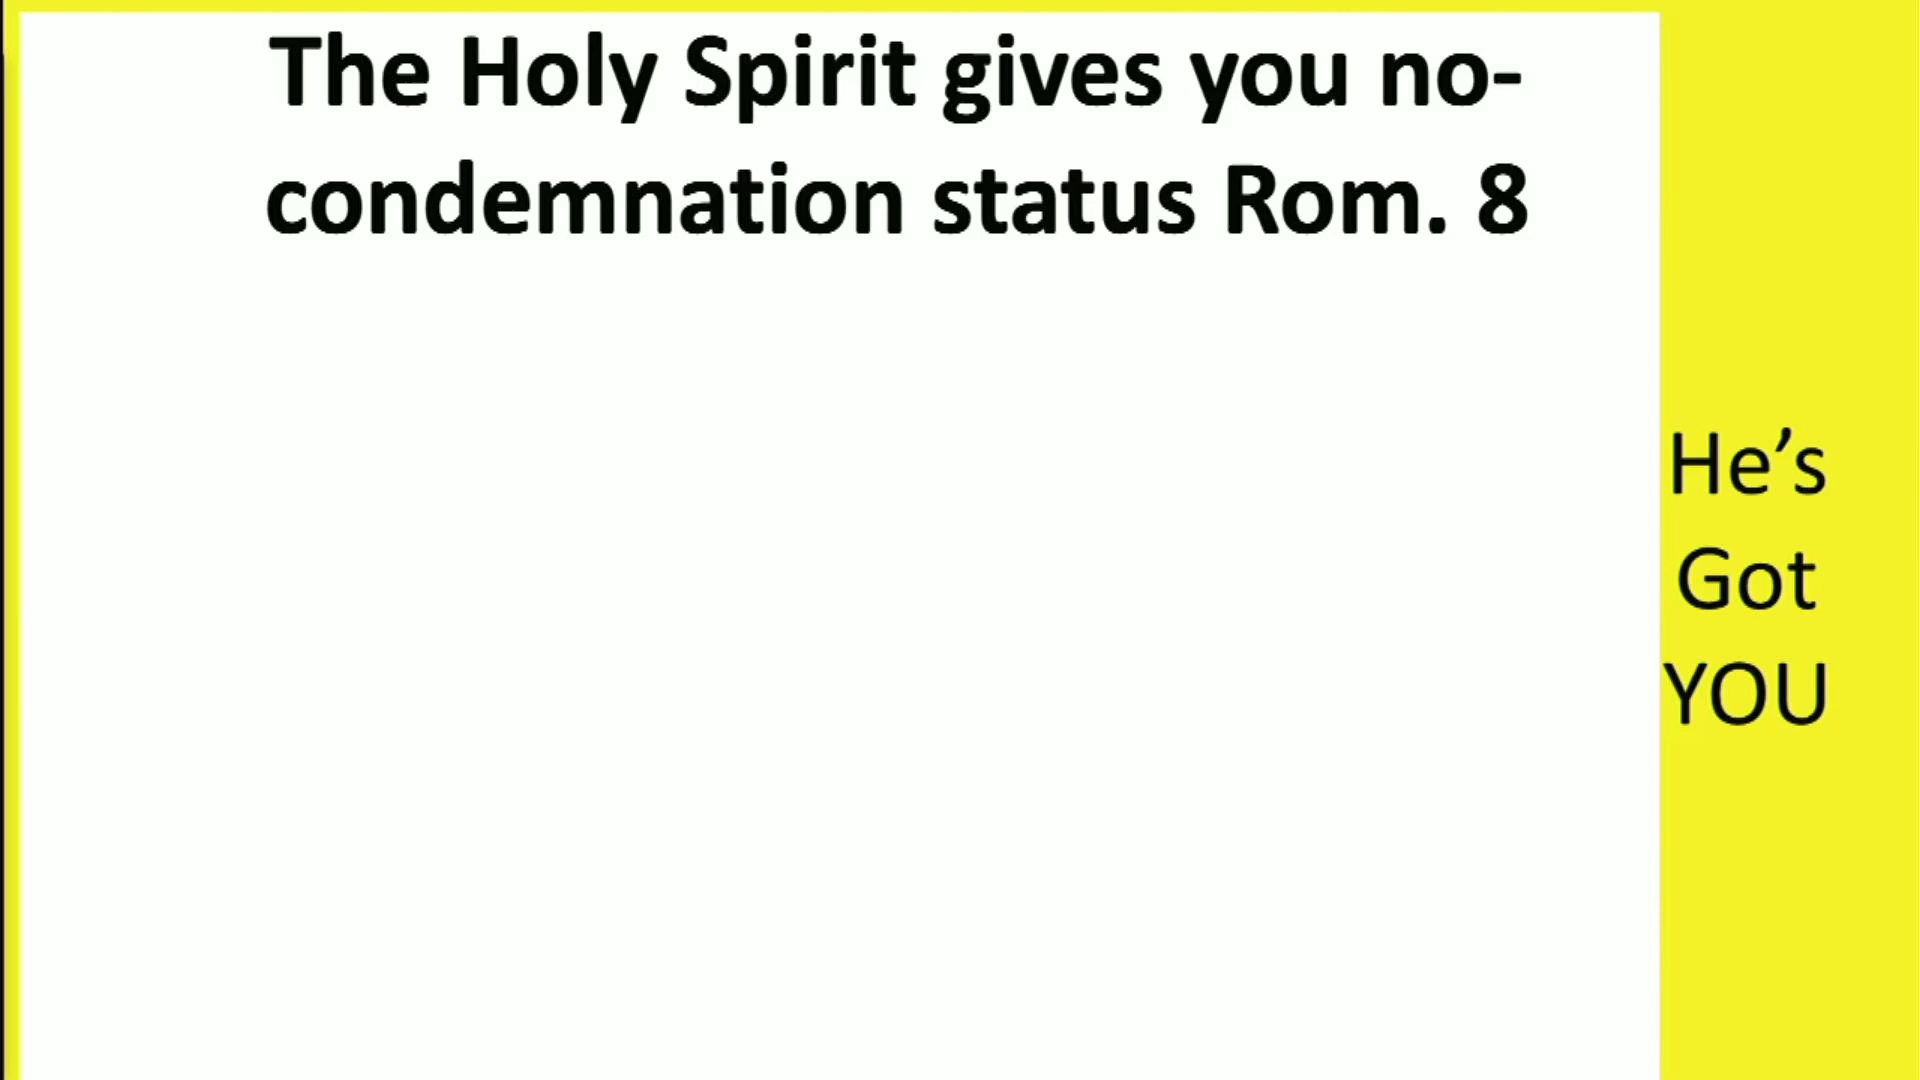 The Holy Spirit gives you no-
condemnation status Rom. 8
He’s
Got
YOU